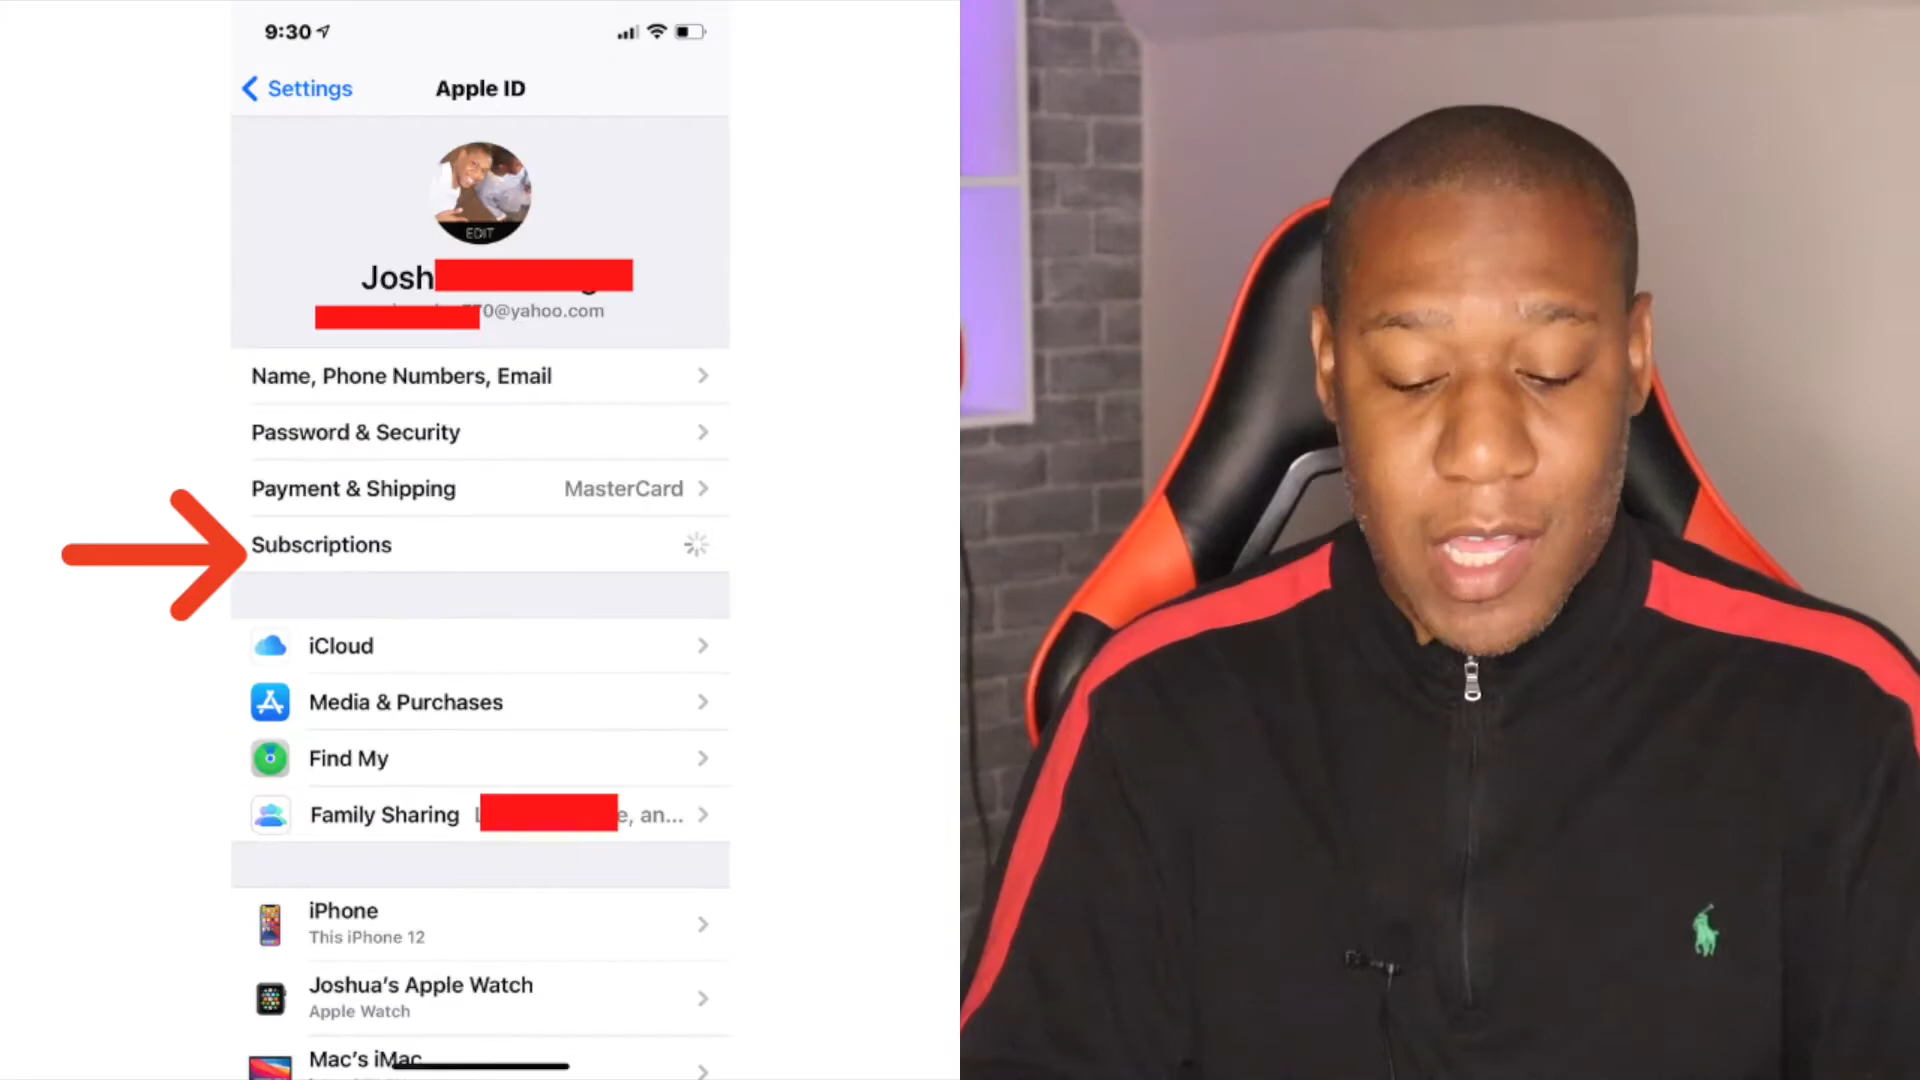 9:30
Settings
Apple ID
EDIT
Josh
0@yahoo.com
Name, Phone Numbers, Email
Password & Security
Payment & Shipping MasterCard
Subscriptions
iCloud
Media & Purchases
Find My
Family Sharing e, an...
iPhone
This iPhone 12
Joshua's Apple Watch
Apple Watch
Mac's iMac